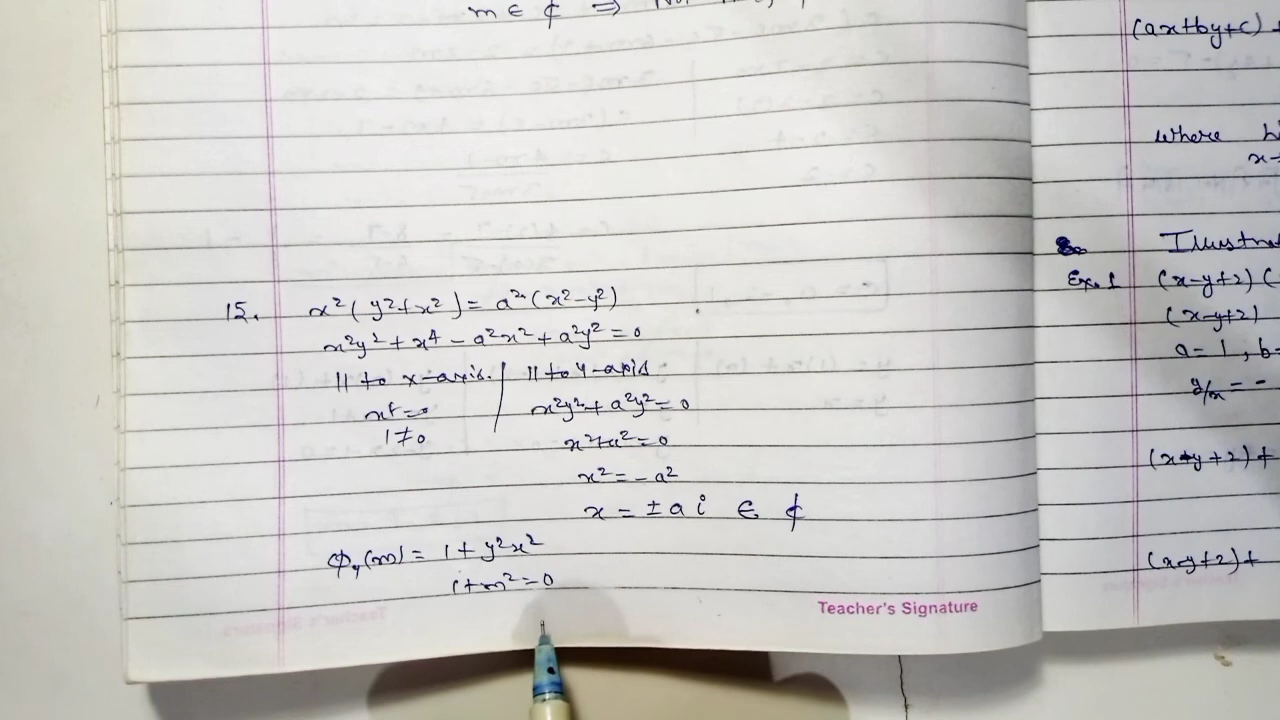 m ∈ ₵ ⇒
15. x²(y²+x²) = a²(x²-y²)
x²y² + x⁴ - a²x² + a²y² = 0
|| to x-axis. / || to y-axis
x⁴ = 0
x²y² + a²y² = 0
1 ≠ 0
x²+a² = 0
x² = -a²
x = ± a i ∈ ₵
Φ₄(m) = 1 + y²x²
1+m² = 0
Teacher's Signature
(ax+by+c) +
where
x→
Ex. 1 (x-y+2) (
(x-y+2)
a = 1 , b =
y/x = -
(x-y+2) +
(x-y+2) +